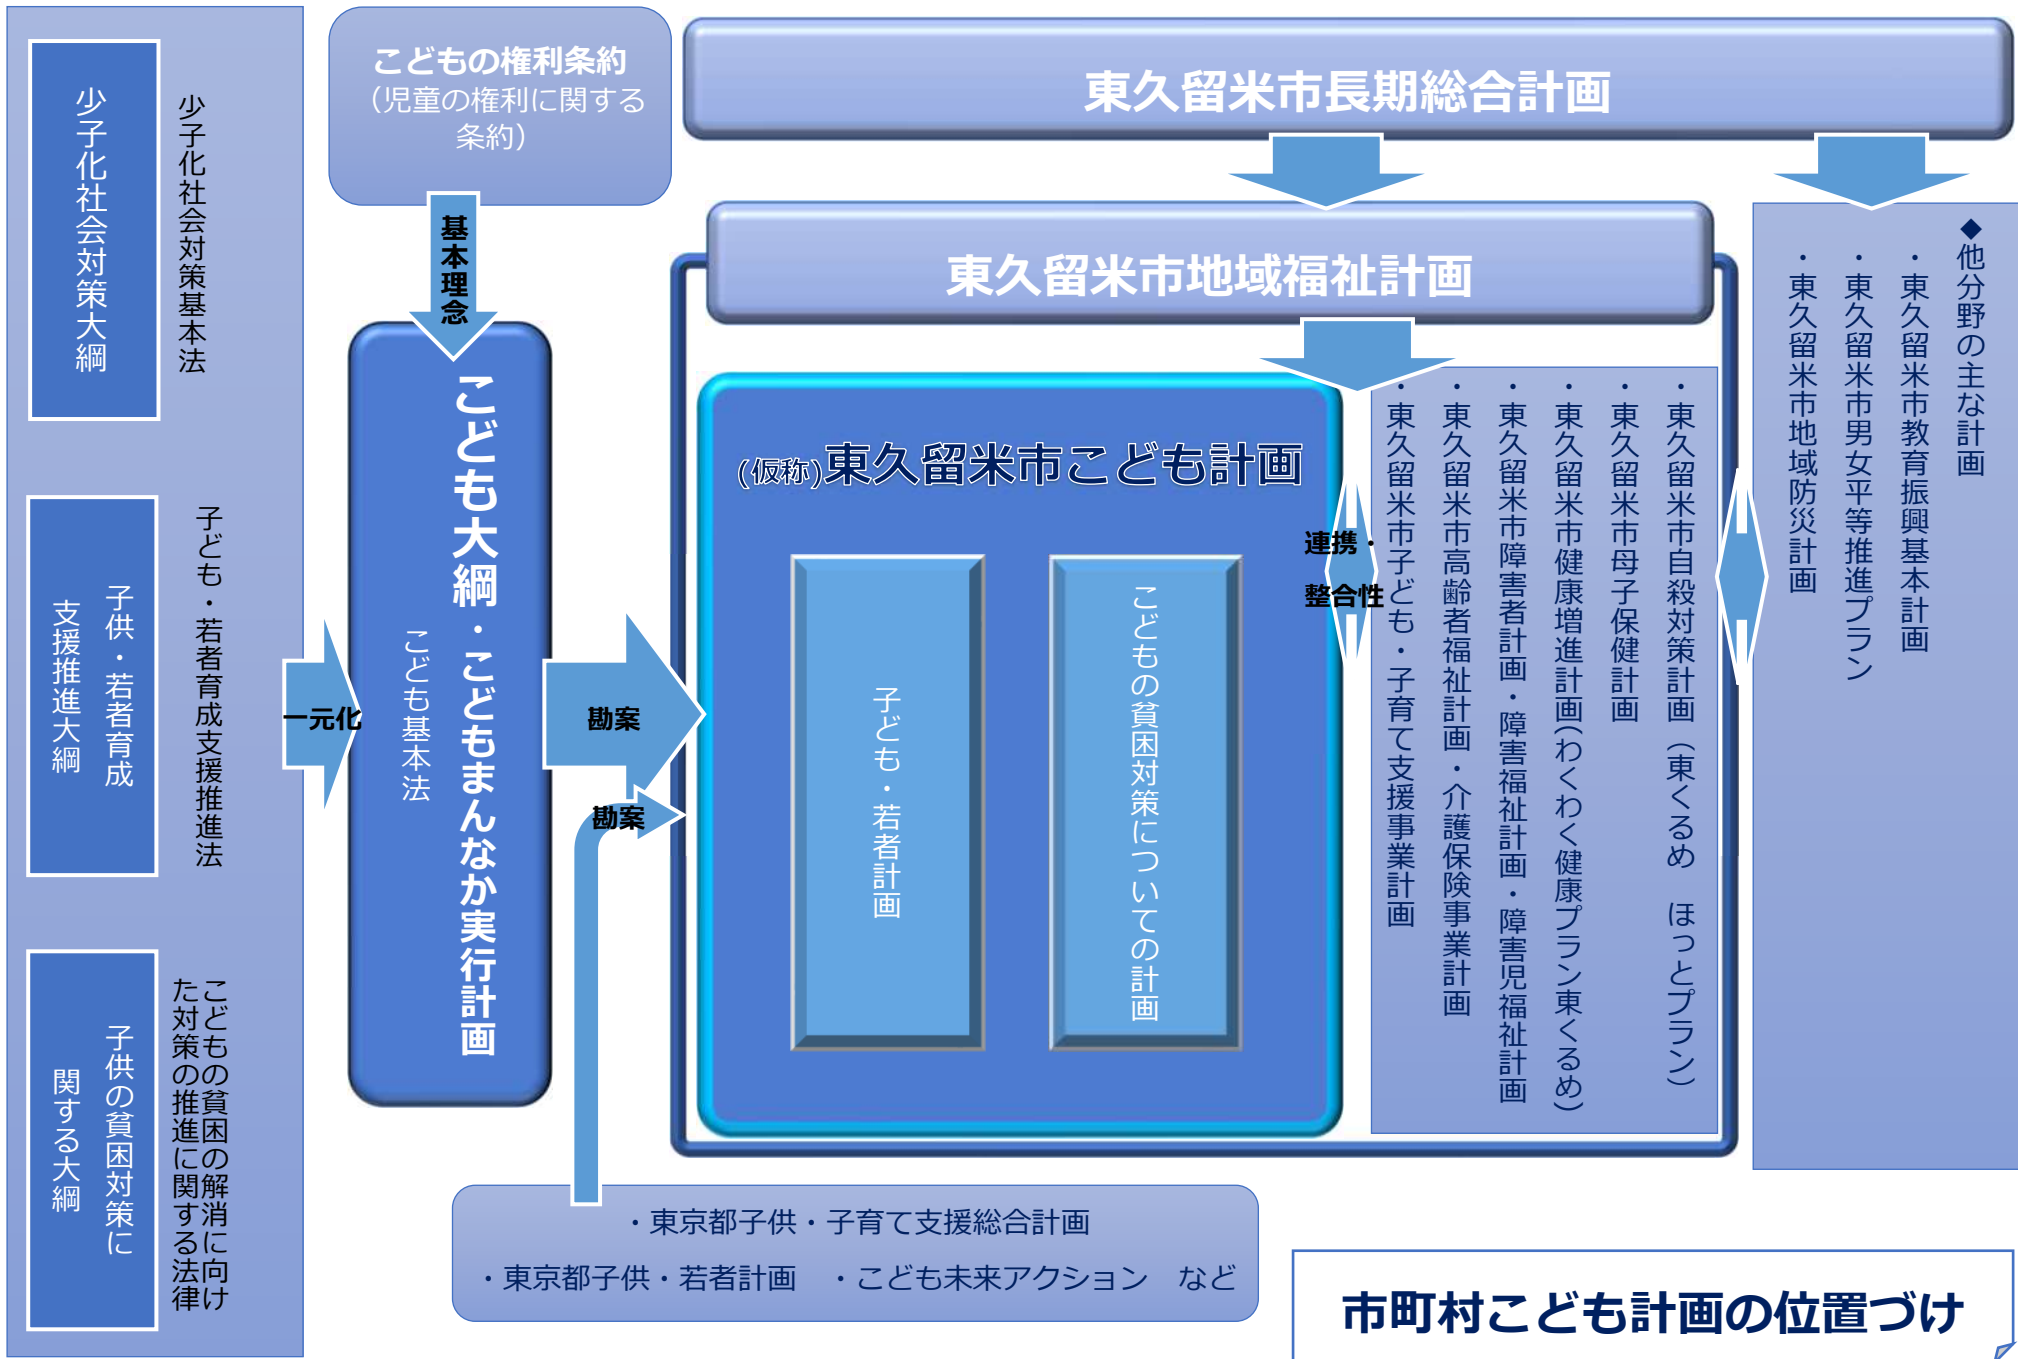 少子化社会対策大綱
少子化社会対策基本法
子供・若者育成
支援推進大綱
子ども・若者育成支援推進法
子供の貧困対策に
関する大綱
こどもの貧困の解消に向け
た対策の推進に関する法律
一元化
こどもの権利条約
（児童の権利に関する
条約）
基本理念
こども大綱・こどもまんなか実行計画
こども基本法
勘案
勘案
東久留米市長期総合計画
東久留米市地域福祉計画
(仮称)東久留米市こども計画
こどもの貧困対策についての計画
子ども・若者計画
連携・
整合性
・東久留米市自殺対策計画（東くるめ　ほっとプラン）
・東久留米市母子保健計画
・東久留米市健康増進計画(わくわく健康プラン東くるめ)
・東久留米市障害者計画・障害福祉計画・障害児福祉計画
・東久留米市高齢者福祉計画・介護保険事業計画
・東久留米市子ども・子育て支援事業計画
◆他分野の主な計画
・東久留米市教育振興基本計画
・東久留米市男女平等推進プラン
・東久留米市地域防災計画
・東京都子供・子育て支援総合計画
・東京都子供・若者計画　・こども未来アクション　など
市町村こども計画の位置づけ